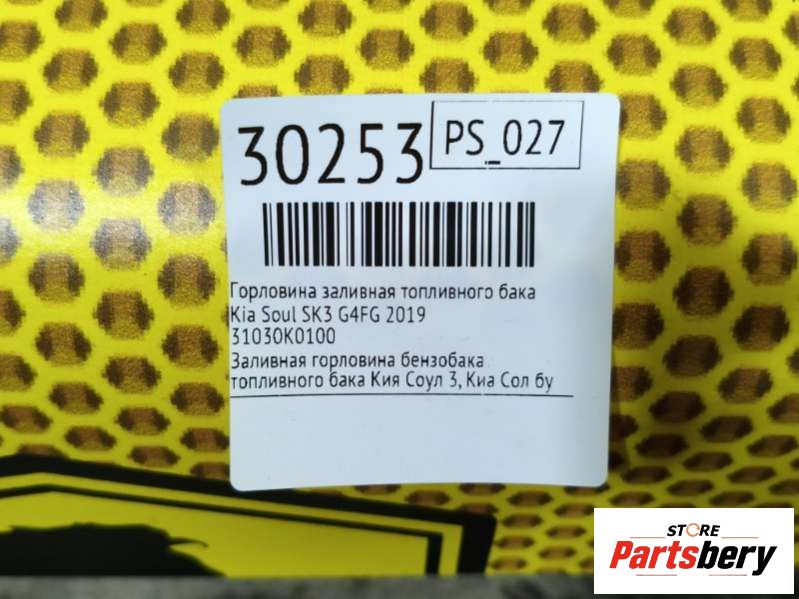 30253
PS_027
Горловина заливная топливного бака
Kia Soul SK3 G4FG 2019
31030K0100
Заливная горловина бензобака
топливного бака Кия Соул 3, Киа Сол бу
STORE
Partsbery